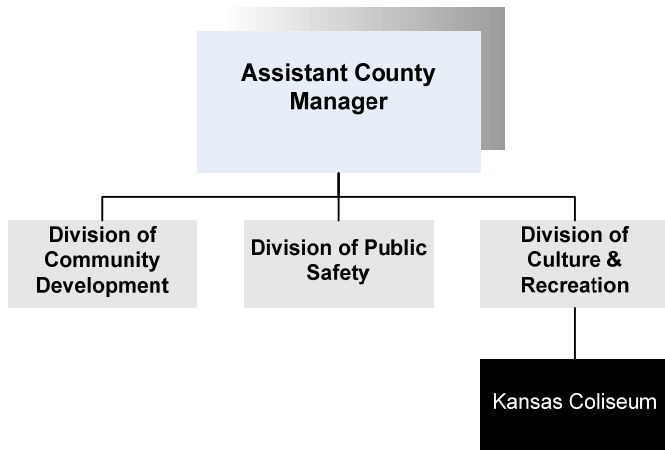 Assistant County
Manager
Division of
Community
Development
Division of Public
Safety
Division of
Culture &
Recreation
Kansas Coliseum